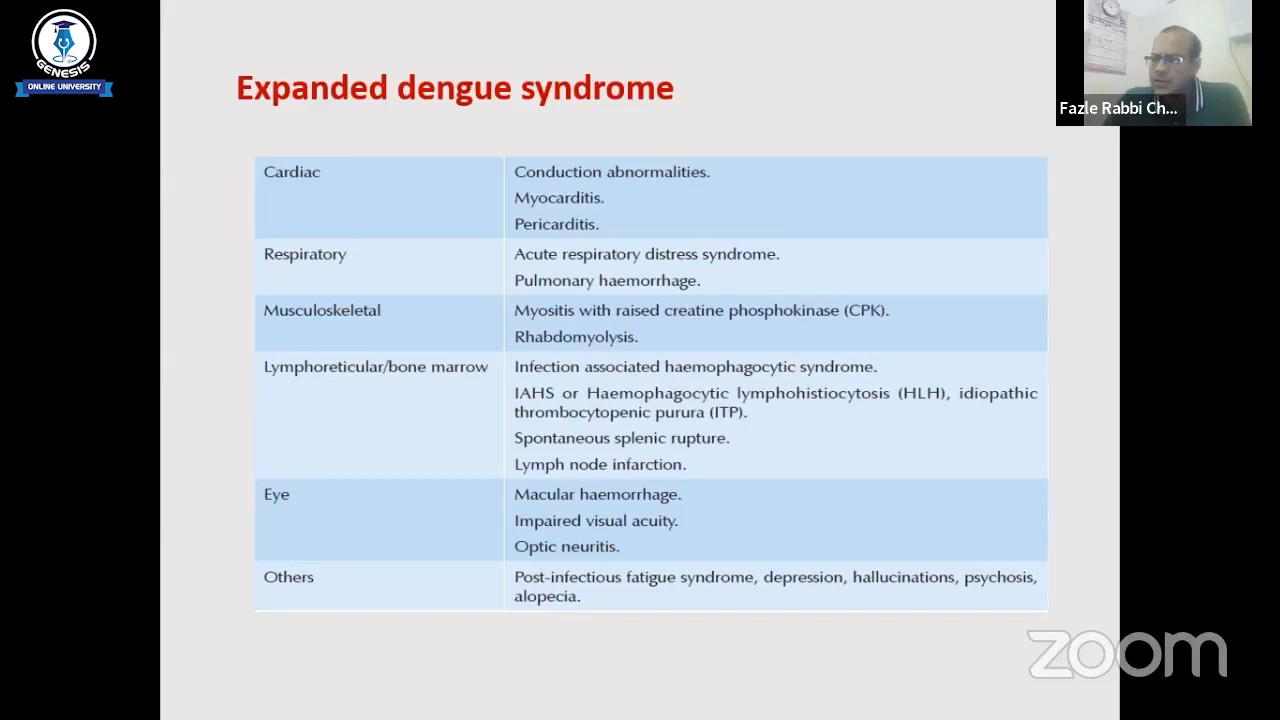 GENESIS
ONLINE UNIVERSITY
Expanded dengue syndrome
Fazle Rabbi Ch...
Cardiac
Conduction abnormalities.
Myocarditis.
Pericarditis.
Respiratory
Acute respiratory distress syndrome.
Pulmonary haemorrhage.
Musculoskeletal
Myositis with raised creatine phosphokinase (CPK).
Rhabdomyolysis.
Lymphoreticular/bone marrow
Infection associated haemophagocytic syndrome.
IAHS or Haemophagocytic lymphohistiocytosis (HLH), idiopathic
thrombocytopenic purura (ITP).
Spontaneous splenic rupture.
Lymph node infarction.
Eye
Macular haemorrhage.
Impaired visual acuity.
Optic neuritis.
Others
Post-infectious fatigue syndrome, depression, hallucinations, psychosis,
alopecia.
zoom